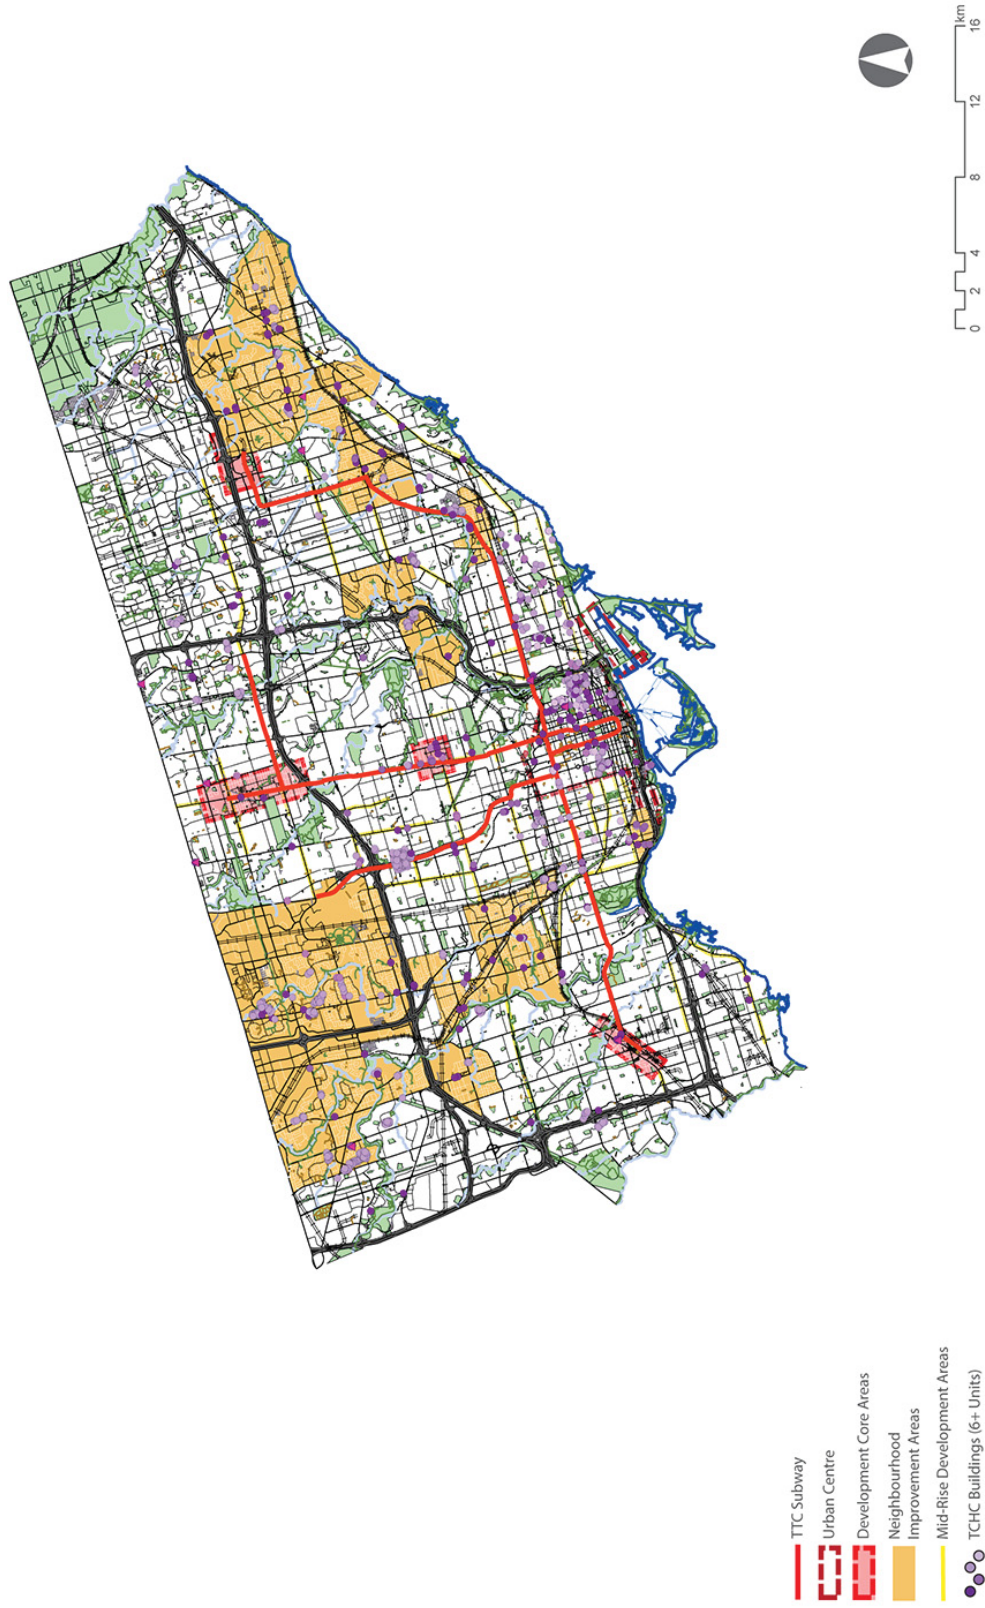 TTC Subway
Urban Centre
Development Core Areas
Neighbourhood
Improvement Areas
Mid-Rise Development Areas
TCHC Buildings (6+ Units)
0 2 4 8 12 16
km